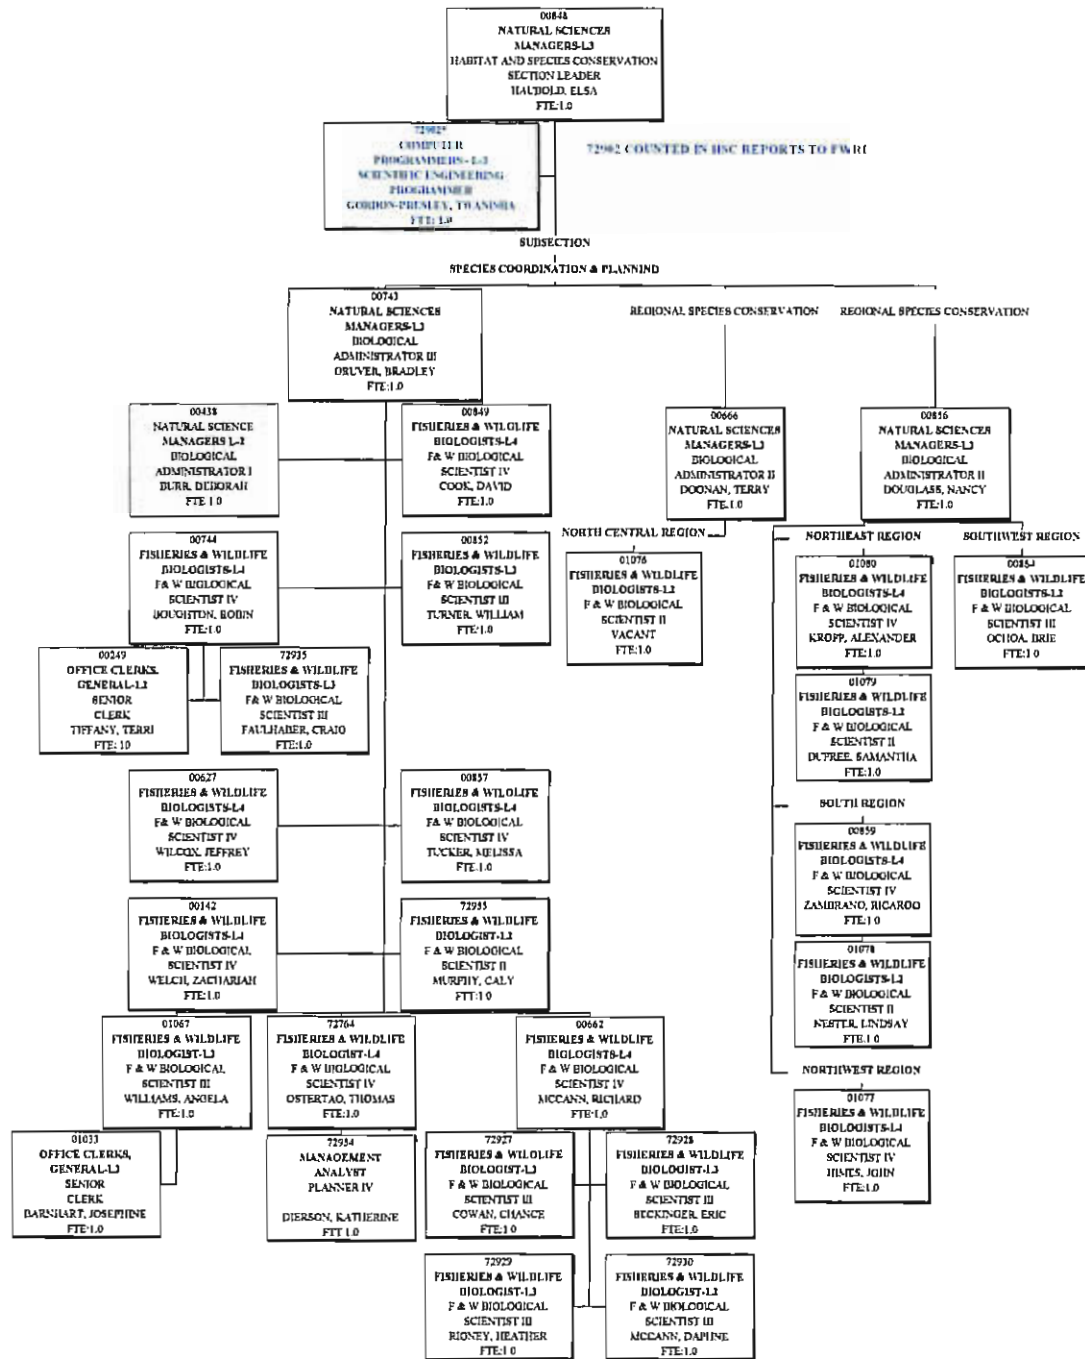 00848
NATURAL SCIENCES
MANAGERS-L3
HABITAT AND SPECIES CONSERVATION
SECTION LEADER
HAUBOLD, ELSA
FTE:1.0
72902*
COMPUTER
PROGRAMMERS-L-3
SCIENTIFIC ENGINEERING
PROGRAMMER
GORDON-PRESLEY, TWANISHA
FTE: 1.0
72902 COUNTED IN HSC REPORTS TO FWRI
SUBSECTION
SPECIES COORDINATION & PLANNIND
00743
NATURAL SCIENCES
MANAGERS-L3
BIOLOGICAL
ADMINISTRATOR III
GRUVER, BRADLEY
FTE:1.0
REGIONAL SPECIES CONSERVATION
REGIONAL SPECIES CONSERVATION
00438
NATURAL SCIENCE
MANAGERS L-2
BIOLOGICAL
ADMINISTRATOR I
BURR, DEBORAH
FTE 1.0
00849
FISHERIES & WILDLIFE
BIOLOGISTS-L4
F & W BIOLOGICAL
SCIENTIST IV
COOK, DAVID
FTE:1.0
00666
NATURAL SCIENCES
MANAGERS-L3
BIOLOGICAL
ADMINISTRATOR II
DOONAN, TERRY
FTE:1.0
00856
NATURAL SCIENCES
MANAGERS-L3
BIOLOGICAL
ADMINISTRATOR II
DOUGLASS, NANCY
FTE:1.0
00744
FISHERIES & WILDLIFE
BIOLOGISTS-L4
F & W BIOLOGICAL
SCIENTIST IV
BOUGHTON, ROBIN
FTE:1.0
00852
FISHERIES & WILDLIFE
BIOLOGISTS-L3
F & W BIOLOGICAL
SCIENTIST III
TURNER, WILLIAM
FTE:1.0
NORTH CENTRAL REGION
01076
FISHERIES & WILDLIFE
BIOLOGISTS-L2
F & W BIOLOGICAL
SCIENTIST II
VACANT
FTE:1.0
NORTHEAST REGION
01080
FISHERIES & WILDLIFE
BIOLOGISTS-L4
F & W BIOLOGICAL
SCIENTIST IV
KROPP, ALEXANDER
FTE:1.0
SOUTHWEST REGION
FISHERIES & WILDLIFE
BIOLOGISTS-L2
F & W BIOLOGICAL
SCIENTIST III
OCHOA, BRIE
FTE:1.0
00249
OFFICE CLERKS,
GENERAL-L2
SENIOR
CLERK
TIFFANY, TERRI
FTE: 10
72935
FISHERIES & WILDLIFE
BIOLOGISTS-L3
F & W BIOLOGICAL
SCIENTIST III
FAULHABER, CRAIG
FTE:1.0
01079
FISHERIES & WILDLIFE
BIOLOGISTS-L2
F & W BIOLOGICAL
SCIENTIST II
DUPREE, SAMANTHA
FTE:1.0
00627
FISHERIES & WILDLIFE
BIOLOGISTS-L4
F & W BIOLOGICAL
SCIENTIST IV
WILCOX, JEFFREY
FTE:1.0
00857
FISHERIES & WILDLIFE
BIOLOGISTS-L4
F & W BIOLOGICAL
SCIENTIST IV
TUCKER, MELISSA
FTE:1.0
SOUTH REGION
00859
FISHERIES & WILDLIFE
BIOLOGISTS-L4
F & W BIOLOGICAL
SCIENTIST IV
ZAMBRANO, RICARDO
FTE:1 0
00142
FISHERIES & WILDLIFE
BIOLOGISTS-L4
F & W BIOLOGICAL
SCIENTIST IV
WELCH, ZACHARIAH
FTE:1.0
72955
FISHERIES & WILDLIFE
BIOLOGIST-L2
F & W BIOLOGICAL
SCIENTIST II
MURPHY, CALY
FTE:1.0
01078
FISHERIES & WILDLIFE
BIOLOGISTS-L2
F & W BIOLOGICAL
SCIENTIST II
NESTER, LINDSAY
FTE:1 0
01067
FISHERIES & WILDLIFE
BIOLOGIST-L3
F & W BIOLOGICAL
SCIENTIST III
WILLIAMS, ANGELA
FTE:1.0
72764
FISHERIES & WILDLIFE
BIOLOGIST-L4
F & W BIOLOGICAL
SCIENTIST IV
OSTERTAG, THOMAS
FTE:1.0
00662
FISHERIES & WILDLIFE
BIOLOGISTS-L4
F & W BIOLOGICAL
SCIENTIST IV
MCCANN, RICHARD
FTE:1,0
NORTHWEST REGION
01077
FISHERIES & WILDLIFE
BIOLOGISTS-L4
F & W BIOLOGICAL
SCIENTIST IV
HIMES, JOHN
FTE:1.0
01033
OFFICE CLERKS,
GENERAL-L3
SENIOR
CLERK
BARNHART, JOSEPHINE
FTE:1.0
72954
MANAGEMENT
ANALYST
PLANNER IV
DIERSON, KATHERINE
FTE 1.0
72927
FISHERIES & WILDLIFE
BIOLOGIST-L3
F & W BIOLOGICAL
SCIENTIST III
COWAN, CHANCE
FTE:1.0
72928
FISHERIES & WILDLIFE
BIOLOGIST-L3
F & W BIOLOGICAL
SCIENTIST III
BECKINGER, ERIC
FTE:1.0
72929
FISHERIES & WILDLIFE
BIOLOGIST-L3
F & W BIOLOGICAL
SCIENTIST III
RIGNEY, HEATHER
FTE:1.0
72930
FISHERIES & WILDLIFE
BIOLOGIST-L2
F & W BIOLOGICAL
SCIENTIST III
MCCANN, DAPHNE
FTE:1.0